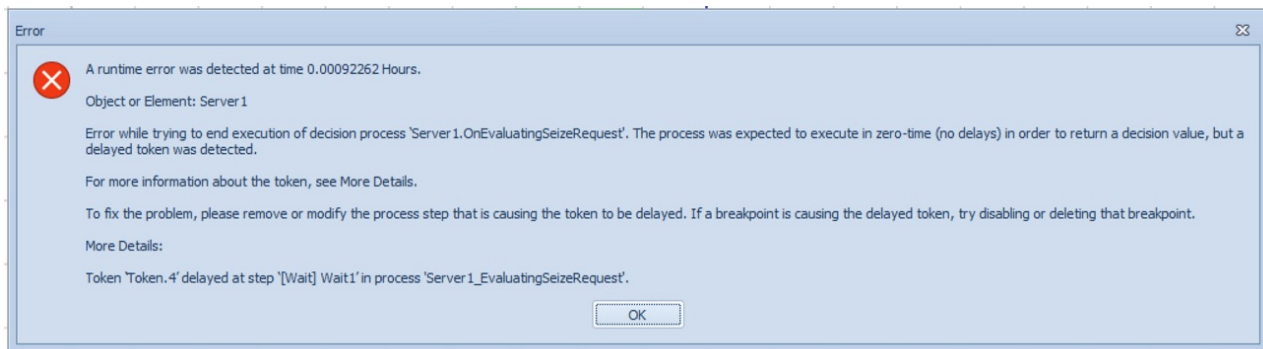 Error
A runtime error was detected at time 0.00092262 Hours.
Object or Element: Server1
Error while trying to end execution of decision process 'Server1.OnEvaluatingSeizeRequest'. The process was expected to execute in zero-time (no delays) in order to return a decision value, but a
delayed token was detected.
For more information about the token, see More Details.
To fix the problem, please remove or modify the process step that is causing the token to be delayed. If a breakpoint is causing the delayed token, try disabling or deleting that breakpoint.
More Details:
Token 'Token.4' delayed at step '[Wait] Wait1' in process 'Server1_EvaluatingSeizeRequest'.
OK